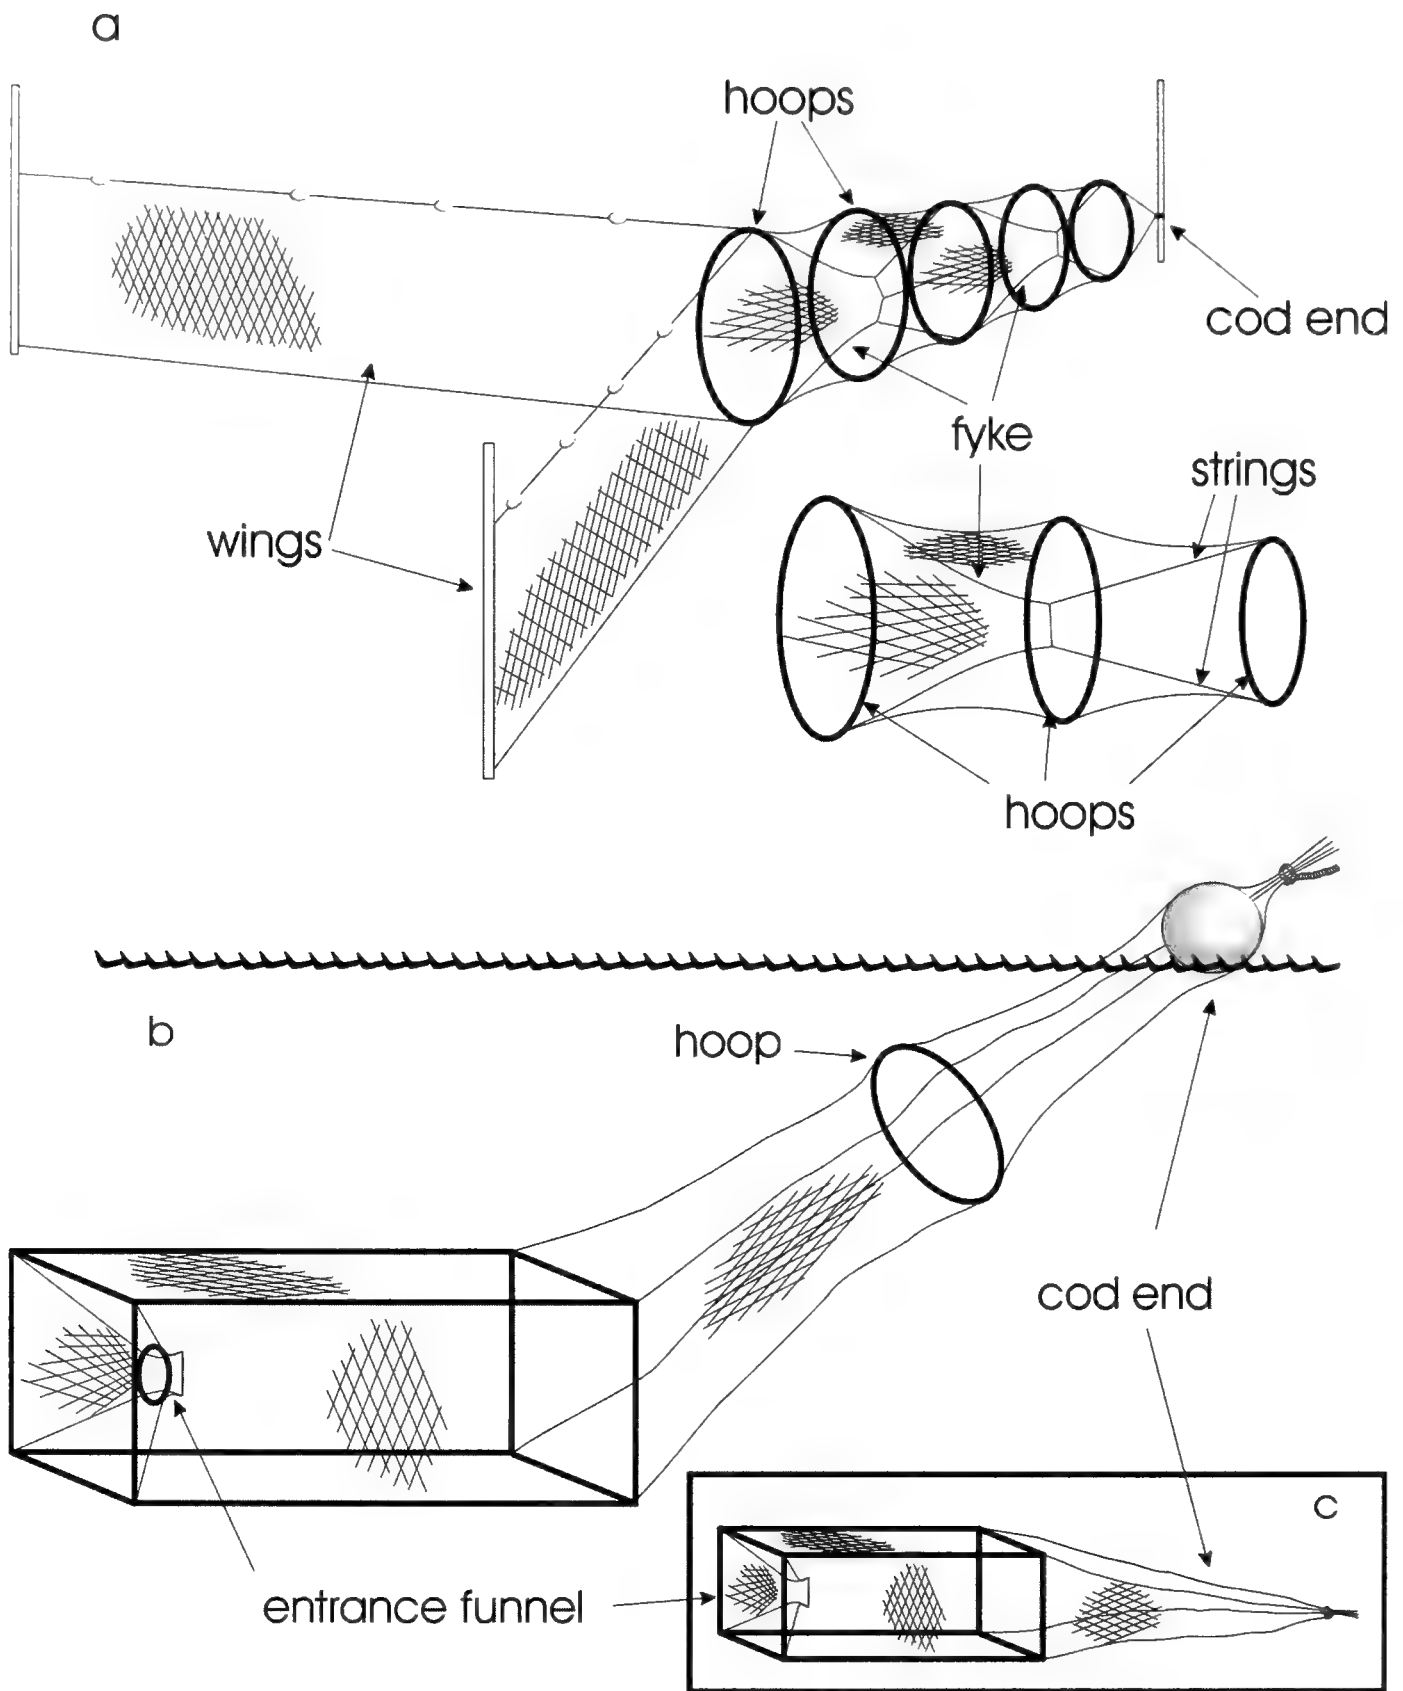 a
hoops
cod end
fyke
strings
wings
hoops
b
hoop
cod end
c
entrance funnel